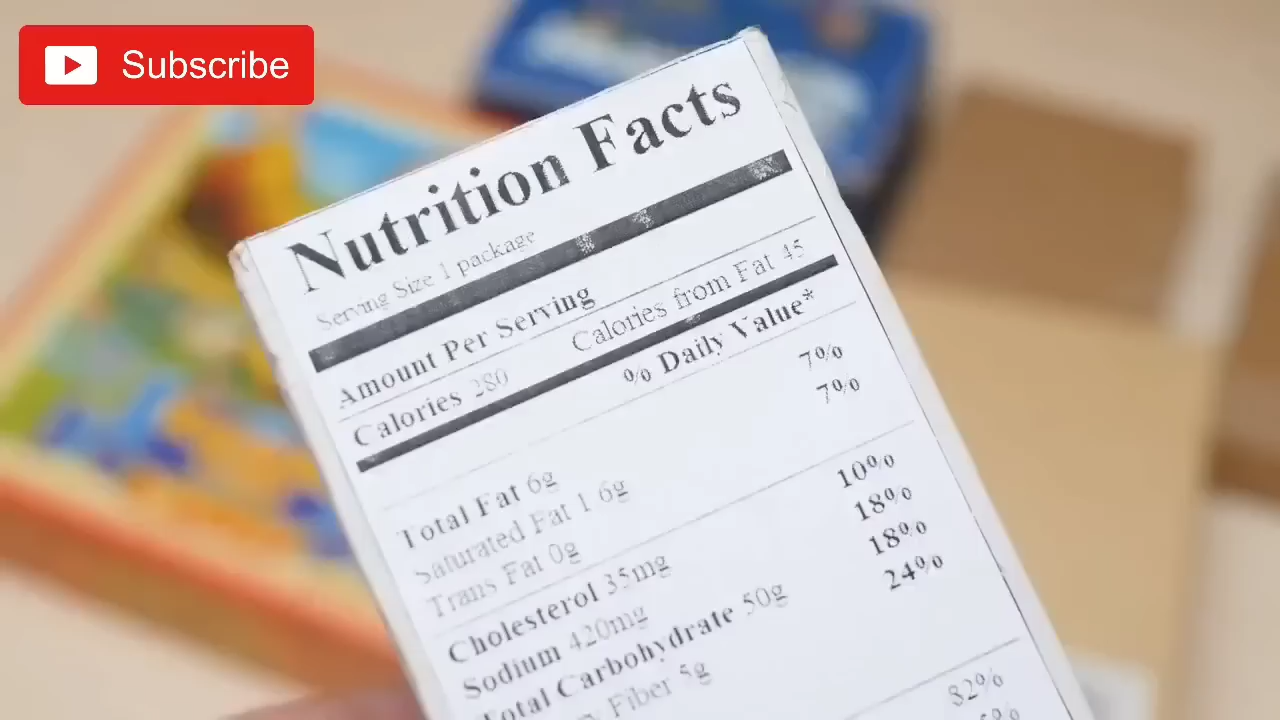 Subscribe
Nutrition Facts
Serving Size 1 package
Amount Per Serving
Calories 280 Calories from Fat 45
% Daily Value*
Total Fat 6g 7%
Saturated Fat 1 6g 7%
Trans Fat 0g
Cholesterol 35mg 10%
Sodium 420mg 18%
Total Carbohydrate 50g 18%
Fiber 5g 24%